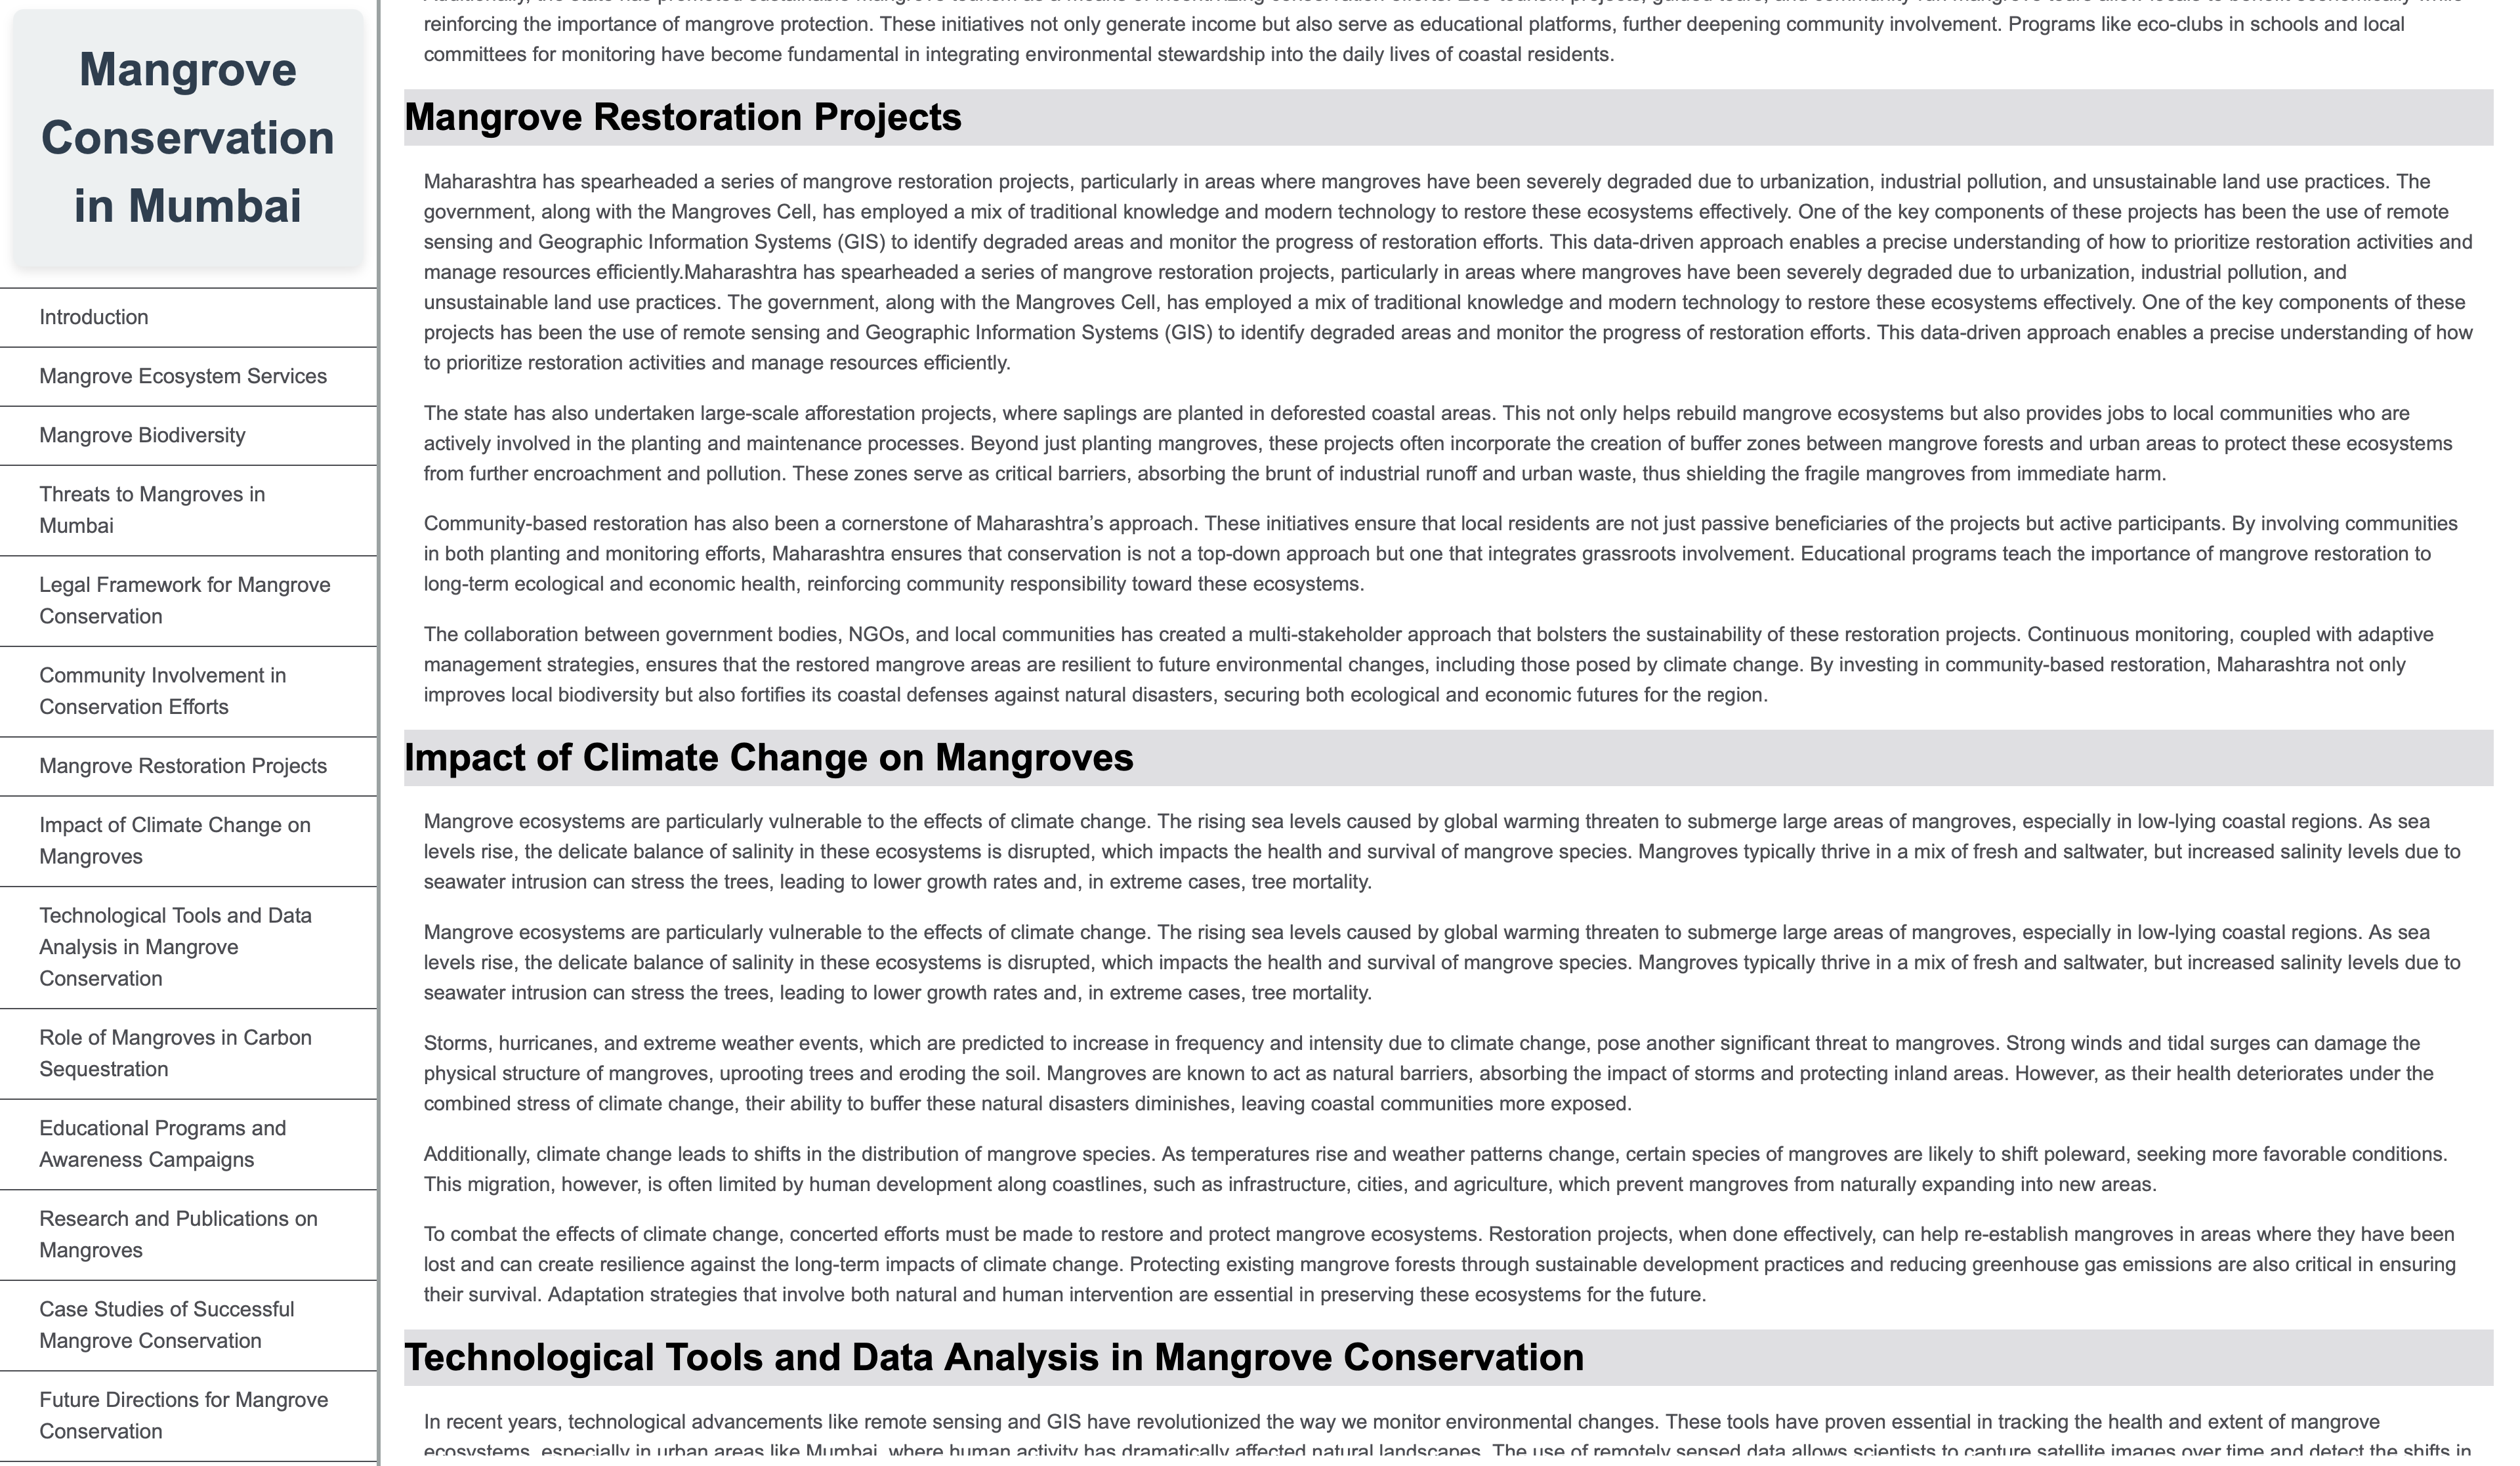 Mangrove
Conservation
in Mumbai
Introduction
Mangrove Ecosystem Services
Mangrove Biodiversity
Threats to Mangroves in
Mumbai
Legal Framework for Mangrove
Conservation
Community Involvement in
Conservation Efforts
Mangrove Restoration Projects
Impact of Climate Change on
Mangroves
Technological Tools and Data
Analysis in Mangrove
Conservation
Role of Mangroves in Carbon
Sequestration
Educational Programs and
Awareness Campaigns
Research and Publications on
Mangroves
Case Studies of Successful
Mangrove Conservation
Future Directions for Mangrove
Conservation
reinforcing the importance of mangrove protection. These initiatives not only generate income but also serve as educational platforms, further deepening community involvement. Programs like eco-clubs in schools and local
committees for monitoring have become fundamental in integrating environmental stewardship into the daily lives of coastal residents.
Mangrove Restoration Projects
Maharashtra has spearheaded a series of mangrove restoration projects, particularly in areas where mangroves have been severely degraded due to urbanization, industrial pollution, and unsustainable land use practices. The
government, along with the Mangroves Cell, has employed a mix of traditional knowledge and modern technology to restore these ecosystems effectively. One of the key components of these projects has been the use of remote
sensing and Geographic Information Systems (GIS) to identify degraded areas and monitor the progress of restoration efforts. This data-driven approach enables a precise understanding of how to prioritize restoration activities and
manage resources efficiently.Maharashtra has spearheaded a series of mangrove restoration projects, particularly in areas where mangroves have been severely degraded due to urbanization, industrial pollution, and
unsustainable land use practices. The government, along with the Mangroves Cell, has employed a mix of traditional knowledge and modern technology to restore these ecosystems effectively. One of the key components of these
projects has been the use of remote sensing and Geographic Information Systems (GIS) to identify degraded areas and monitor the progress of restoration efforts. This data-driven approach enables a precise understanding of how
to prioritize restoration activities and manage resources efficiently.
The state has also undertaken large-scale afforestation projects, where saplings are planted in deforested coastal areas. This not only helps rebuild mangrove ecosystems but also provides jobs to local communities who are
actively involved in the planting and maintenance processes. Beyond just planting mangroves, these projects often incorporate the creation of buffer zones between mangrove forests and urban areas to protect these ecosystems
from further encroachment and pollution. These zones serve as critical barriers, absorbing the brunt of industrial runoff and urban waste, thus shielding the fragile mangroves from immediate harm.
Community-based restoration has also been a cornerstone of Maharashtra’s approach. These initiatives ensure that local residents are not just passive beneficiaries of the projects but active participants. By involving communities
in both planting and monitoring efforts, Maharashtra ensures that conservation is not a top-down approach but one that integrates grassroots involvement. Educational programs teach the importance of mangrove restoration to
long-term ecological and economic health, reinforcing community responsibility toward these ecosystems.
The collaboration between government bodies, NGOs, and local communities has created a multi-stakeholder approach that bolsters the sustainability of these restoration projects. Continuous monitoring, coupled with adaptive
management strategies, ensures that the restored mangrove areas are resilient to future environmental changes, including those posed by climate change. By investing in community-based restoration, Maharashtra not only
improves local biodiversity but also fortifies its coastal defenses against natural disasters, securing both ecological and economic futures for the region.
Impact of Climate Change on Mangroves
Mangrove ecosystems are particularly vulnerable to the effects of climate change. The rising sea levels caused by global warming threaten to submerge large areas of mangroves, especially in low-lying coastal regions. As sea
levels rise, the delicate balance of salinity in these ecosystems is disrupted, which impacts the health and survival of mangrove species. Mangroves typically thrive in a mix of fresh and saltwater, but increased salinity levels due to
seawater intrusion can stress the trees, leading to lower growth rates and, in extreme cases, tree mortality.
Mangrove ecosystems are particularly vulnerable to the effects of climate change. The rising sea levels caused by global warming threaten to submerge large areas of mangroves, especially in low-lying coastal regions. As sea
levels rise, the delicate balance of salinity in these ecosystems is disrupted, which impacts the health and survival of mangrove species. Mangroves typically thrive in a mix of fresh and saltwater, but increased salinity levels due to
seawater intrusion can stress the trees, leading to lower growth rates and, in extreme cases, tree mortality.
Storms, hurricanes, and extreme weather events, which are predicted to increase in frequency and intensity due to climate change, pose another significant threat to mangroves. Strong winds and tidal surges can damage the
physical structure of mangroves, uprooting trees and eroding the soil. Mangroves are known to act as natural barriers, absorbing the impact of storms and protecting inland areas. However, as their health deteriorates under the
combined stress of climate change, their ability to buffer these natural disasters diminishes, leaving coastal communities more exposed.
Additionally, climate change leads to shifts in the distribution of mangrove species. As temperatures rise and weather patterns change, certain species of mangroves are likely to shift poleward, seeking more favorable conditions.
This migration, however, is often limited by human development along coastlines, such as infrastructure, cities, and agriculture, which prevent mangroves from naturally expanding into new areas.
To combat the effects of climate change, concerted efforts must be made to restore and protect mangrove ecosystems. Restoration projects, when done effectively, can help re-establish mangroves in areas where they have been
lost and can create resilience against the long-term impacts of climate change. Protecting existing mangrove forests through sustainable development practices and reducing greenhouse gas emissions are also critical in ensuring
their survival. Adaptation strategies that involve both natural and human intervention are essential in preserving these ecosystems for the future.
Technological Tools and Data Analysis in Mangrove Conservation
In recent years, technological advancements like remote sensing and GIS have revolutionized the way we monitor environmental changes. These tools have proven essential in tracking the health and extent of mangrove
ecosystems, especially in urban areas like Mumbai, where human activity has dramatically affected natural landscapes. The use of remotely sensed data allows scientists to capture satellite images over time and detect the shifts in